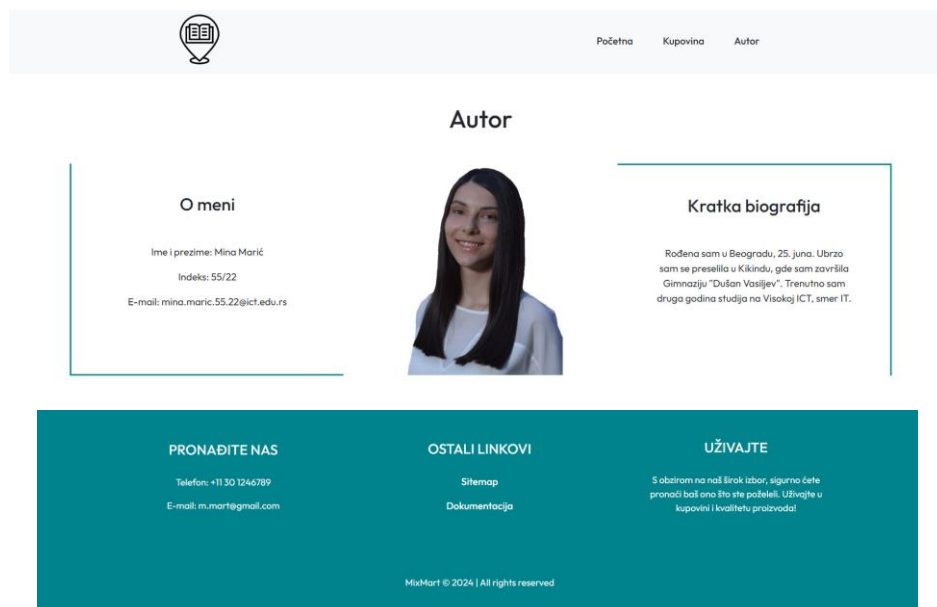 Početna
Kupovina
Autor
Autor
O meni
Ime i prezime: Mina Marić
Indeks: 55/22
E-mail: mina.maric.55.22@ict.edu.rs
Kratka biografija
Rođena sam u Beogradu, 25. juna. Ubrzo
sam se preselila u Kikindu, gde sam završila
Gimnaziju "Dušan Vasiljev". Trenutno sam
druga godina studija na Visokoj ICT, smer IT.
PRONAĐITE NAS
Telefon: +11 30 1246789
E-mail: m.mart@gmail.com
OSTALI LINKOVI
Sitemap
Dokumentacija
UŽIVAJTE
S obzirom na naš širok izbor, sigurno ćete
pronaći baš ono što ste poželeli. Uživajte u
kupovini i kvalitetu proizvoda!
MixMart © 2024 | All rights reserved